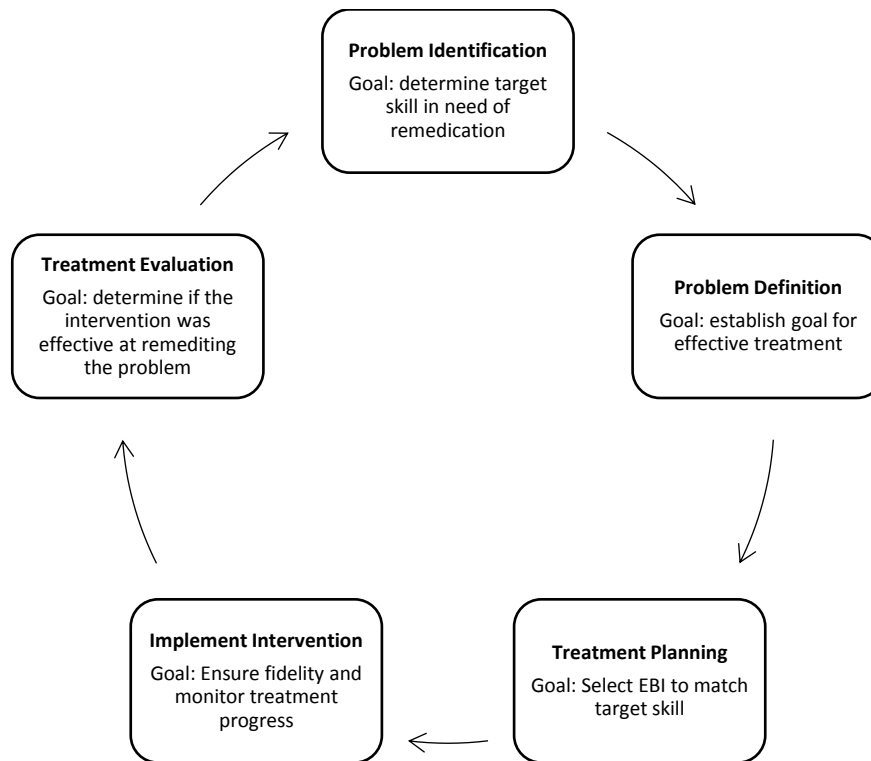 Problem Identification
Goal: determine target
skill in need of
remedication
Problem Definition
Goal: establish goal for
effective treatment
Treatment Planning
Goal: Select EBI to match
target skill
Implement Intervention
Goal: Ensure fidelity and
monitor treatment
progress
Treatment Evaluation
Goal: determine if the
intervention was
effective at remediting
the problem